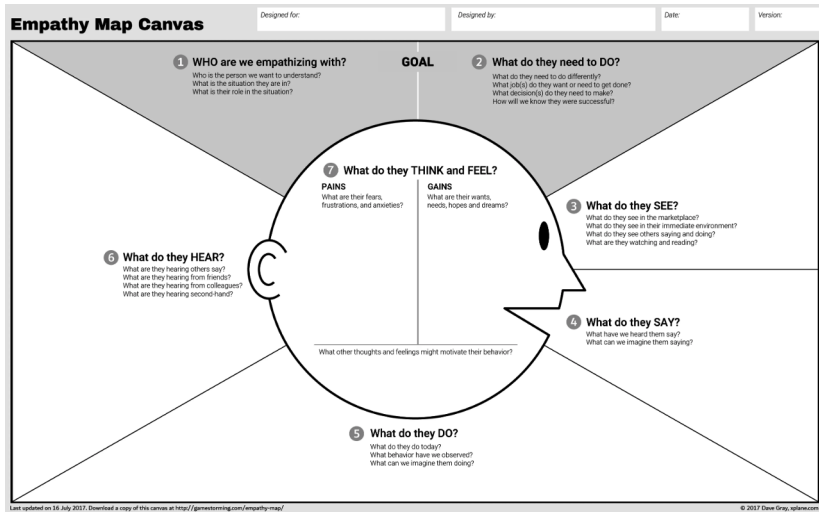 Empathy Map Canvas
Designed for:
Designed by:
Date:
Version:
1 WHO are we empathizing with?
Who is the person we want to understand?
What is the situation they are in?
What is their role in the situation?
GOAL
2 What do they need to DO?
What do they need to do differently?
What job(s) do they want or need to get done?
What decision(s) do they need to make?
How will we know they were successful?
3 What do they SEE?
What do they see in the marketplace?
What do they see in their immediate environment?
What do they see others saying and doing?
What are they watching and reading?
4 What do they SAY?
What have we heard them say?
What can we imagine them saying?
5 What do they DO?
What do they do today?
What behavior have we observed?
What can we imagine them doing?
6 What do they HEAR?
What are they hearing others say?
What are they hearing from friends?
What are they hearing from colleagues?
What are they hearing second-hand?
7 What do they THINK and FEEL?
PAINS
What are their fears,
frustrations, and anxieties?
GAINS
What are their wants,
needs, hopes and dreams?
What other thoughts and feelings might motivate their behavior?
Last updated on 16 July 2017. Download a copy of this canvas at http://gamestorming.com/empathy-map/
© 2017 Dave Gray, xplane.com